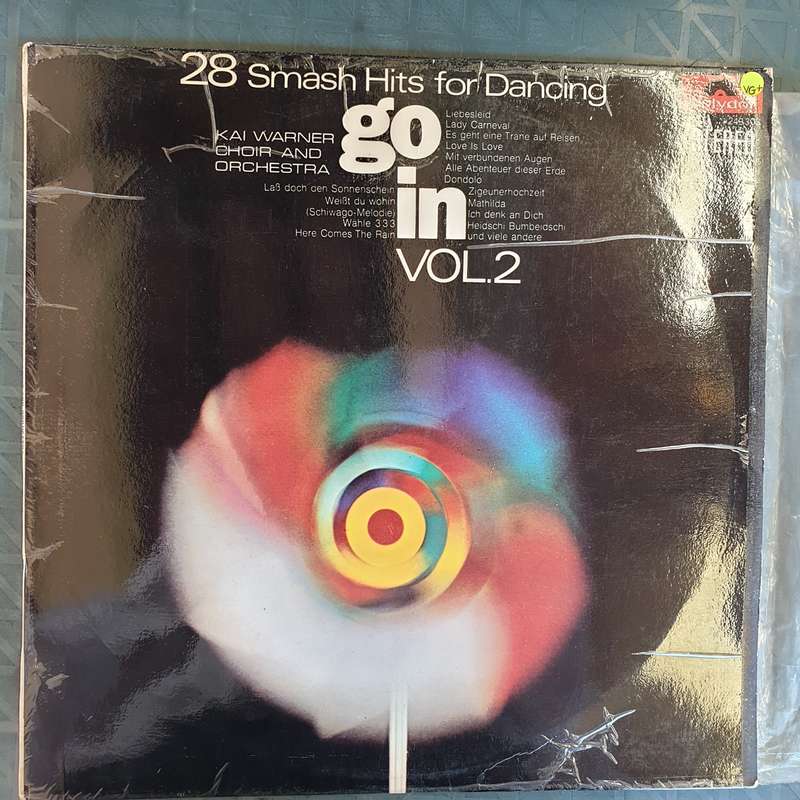 28 Smash Hits for Dancing
go
in
VOL.2
KAI WARNER
CHOIR AND
ORCHESTRA
Liebesleid
Lady Carneval
Es geht eine Träne auf Reisen
Love Is Love
Mit verbundenen Augen
Alle Abenteuer dieser Erde
Dondolo
Laß doch den Sonnenschein
Weißt du wohin
(Schiwago-Melodie)
Wähle 333
Here Comes The Rain
Zigeunerhochzeit
Mathilda
Ich denk an Dich
Heidschi Bumbeidschi
und viele andere
VG+
Polydor